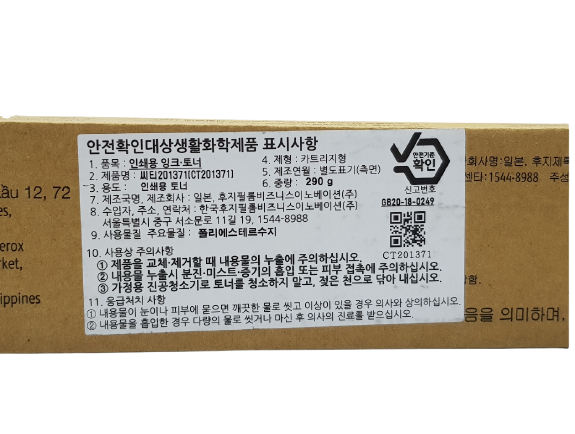 안전확인대상생활화학제품 표시사항
1. 품목 : 인쇄용 잉크·토너
2. 제품명 : 씨티201371(CT201371)
3. 용도 : 인쇄용 토너
4. 제형 : 카트리지형
5. 제조연월 : 별도표기(측면)
6. 중량 : 290 g
7. 제조국명, 제조회사 : 일본, 후지필름비즈니스이노베이션(주)
8. 수입자, 주소, 연락처 : 한국후지필름비즈니스이노베이션(주)
서울특별시 중구 서소문로 11길 19, 1544-8988
9. 사용물질 주요물질 : 폴리에스테르수지
10. 사용상 주의사항
① 제품을 교체·제거할 때 내용물의 누출에 주의하십시오.
② 내용물 누출시 분진·미스트·증기의 흡입 또는 피부 접촉에 주의하십시오.
③ 가정용 진공청소기로 토너를 청소하지 말고, 젖은 천으로 닦아 내십시오.
11. 응급처치 사항
① 내용물이 눈이나 피부에 묻으면 깨끗한 물로 씻고 이상이 있을 경우 의사와 상의하십시오.
② 내용물을 흡입한 경우 다량의 물로 씻거나 마신 후 의사의 진료를 받으십시오.
안전기준
확인
신고번호
GB20-18-0249
CT201371
ầu 12, 72
es,
erox
rket,
ilippines
회사명:일본, 후지제록
센타:1544-8988 주성
함.
음을 의미하며,